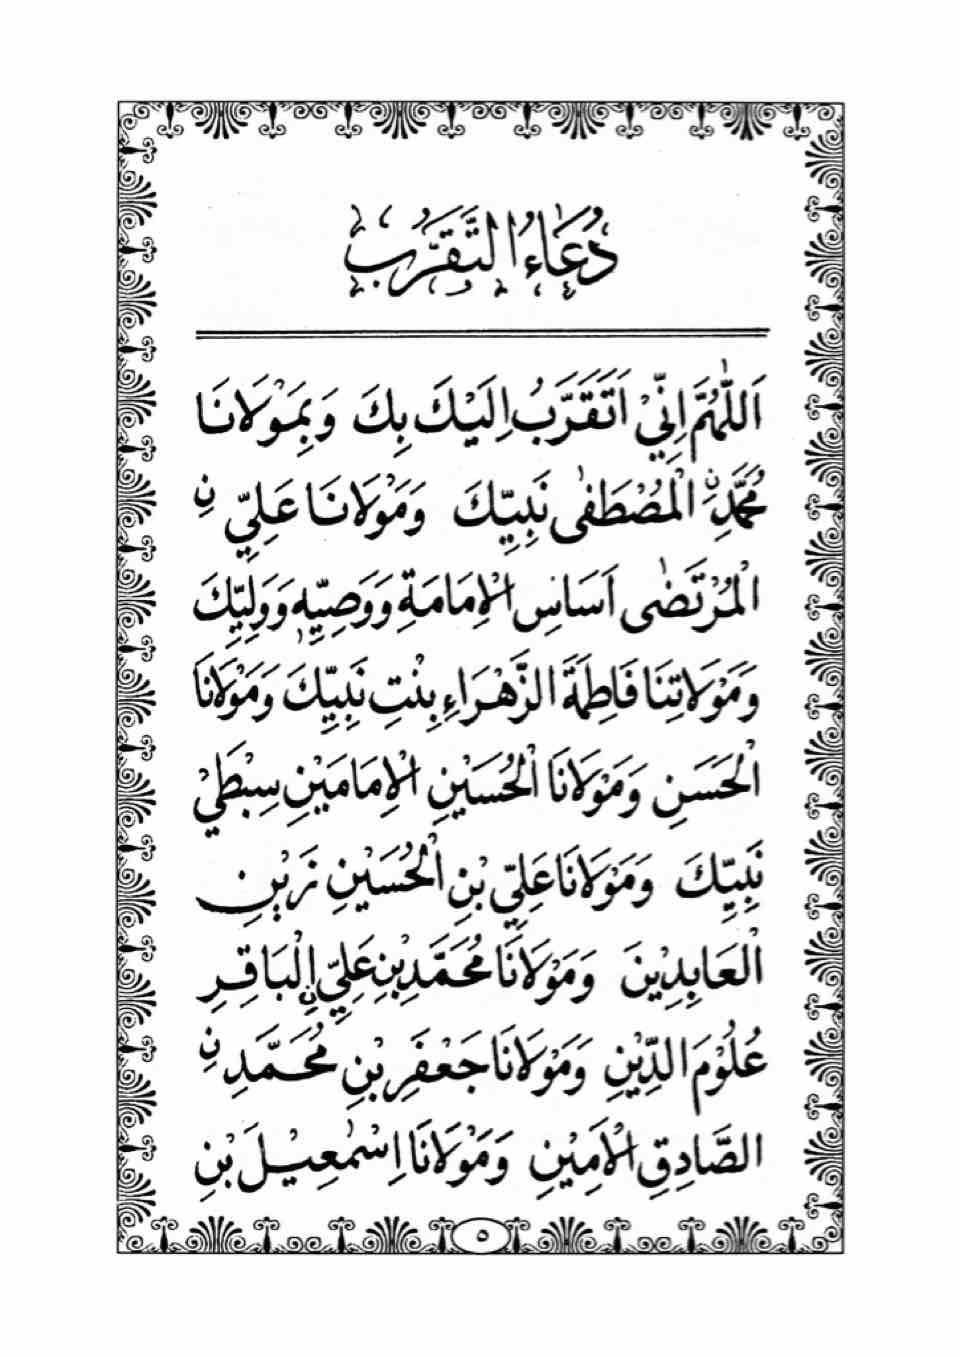 دُعَاءُ التَّقَرُّبِ
اَللّٰهُمَّ اِنِّيْ اَتَقَرَّبُ اِلَيْكَ بِكَ وَبِمَوْلَانَا
مُحَمَّدِ نِ الْمُصْطَفٰى نَبِيِّكَ وَمَوْلَانَا عَلِيِّ نِ
الْمُرْتَضٰى اَسَاسِ الْاِمَامَةِ وَوَصِيِّهٖ وَوَلِيِّكَ
وَمَوْلَاتِنَا فَاطِمَةَ الزَّهْرَاءِ بِنْتِ نَبِيِّكَ وَمَوْلَانَا
الْحَسَنِ وَمَوْلَانَا الْحُسَيْنِ الْاِمَامَيْنِ سِبْطَيْ
نَبِيِّكَ وَمَوْلَانَا عَلِيِّ بْنِ الْحُسَيْنِ زَيْنِ
الْعَابِدِيْنَ وَمَوْلَانَا مُحَمَّدِ بْنِ عَلِيِّ نِ الْبَاقِرِ
عُلُوْمَ الدِّيْنِ وَمَوْلَانَا جَعْفَرِ بْنِ مُحَمَّدِ نِ
الصَّادِقِ الْاَمِيْنِ وَمَوْلَانَا اِسْمٰعِيْلَ بْنِ
٥